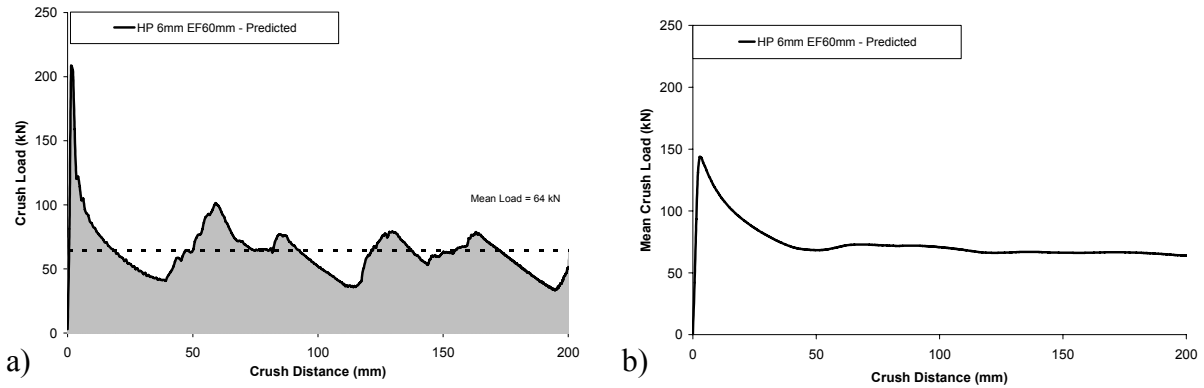 a)
HP 6mm EF60mm - Predicted
Crush Load (kN)
250
200
150
100
50
0
Mean Load = 64 kN
0 50 100 150 200
Crush Distance (mm)
b)
HP 6mm EF60mm - Predicted
Mean Crush Load (kN)
250
200
150
100
50
0
0 50 100 150 200
Crush Distance (mm)